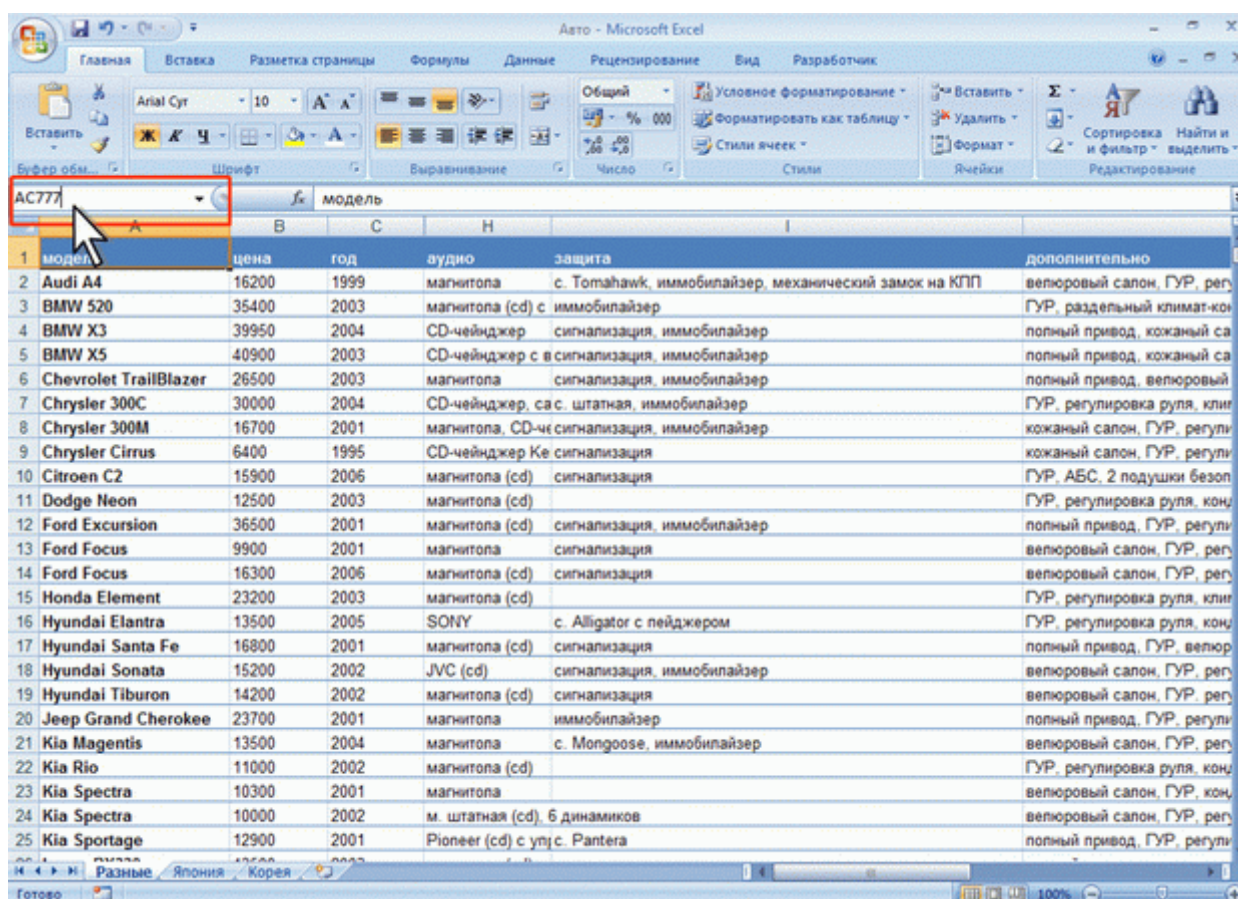 Авто - Microsoft Excel
Главная Вставка Разметка страницы Формулы Данные Рецензирование Вид Разработчик
Вставить
Arial Cyr 10
Ж К Ч
Общий
% 000
Условное форматирование
Форматировать как таблицу
Стили ячеек
Вставить
Удалить
Формат
Сортировка и фильтр
Найти и выделить
Буфер обм... Шрифт Выравнивание Число Стили Ячейки Редактирование
AC777 fx модель
A B C H I
1 цена год аудио защита дополнительно
2 Audi A4 16200 1999 магнитола с. Tomahawk, иммобилайзер, механический замок на КПП велюровый салон, ГУР, рег
3 BMW 520 35400 2003 магнитола (cd) с иммобилайзер ГУР, раздельный климат-ко
4 BMW X3 39950 2004 CD-чейнджер сигнализация, иммобилайзер полный привод, кожаный са
5 BMW X5 40900 2003 CD-чейнджер с в сигнализация, иммобилайзер полный привод, кожаный са
6 Chevrolet TrailBlazer 26500 2003 магнитола сигнализация, иммобилайзер полный привод, велюровый
7 Chrysler 300C 30000 2004 CD-чейнджер, са с. штатная, иммобилайзер ГУР, регулировка руля, кли
8 Chrysler 300M 16700 2001 магнитола, CD-че сигнализация, иммобилайзер кожаный салон, ГУР, регули
9 Chrysler Cirrus 6400 1995 CD-чейнджер Ke сигнализация кожаный салон, ГУР, регули
10 Citroen C2 15900 2006 магнитола (cd) сигнализация ГУР, АБС, 2 подушки безоп
11 Dodge Neon 12500 2003 магнитола (cd) ГУР, регулировка руля, кон
12 Ford Excursion 36500 2001 магнитола (cd) сигнализация, иммобилайзер полный привод, ГУР, регули
13 Ford Focus 9900 2001 магнитола сигнализация велюровый салон, ГУР, рег
14 Ford Focus 16300 2006 магнитола (cd) сигнализация велюровый салон, ГУР, рег
15 Honda Element 23200 2003 магнитола (cd) ГУР, регулировка руля, кли
16 Hyundai Elantra 13500 2005 SONY с. Alligator с пейджером ГУР, регулировка руля, кон
17 Hyundai Santa Fe 16800 2001 магнитола (cd) сигнализация полный привод, ГУР, велюр
18 Hyundai Sonata 15200 2002 JVC (cd) сигнализация, иммобилайзер велюровый салон, ГУР, рег
19 Hyundai Tiburon 14200 2002 магнитола (cd) сигнализация велюровый салон, ГУР, рег
20 Jeep Grand Cherokee 23700 2001 магнитола иммобилайзер полный привод, ГУР, регули
21 Kia Magentis 13500 2004 магнитола с. Mongoose, иммобилайзер велюровый салон, ГУР, рег
22 Kia Rio 11000 2002 магнитола (cd) ГУР, регулировка руля, кон
23 Kia Spectra 10300 2001 магнитола велюровый салон, ГУР, кон
24 Kia Spectra 10000 2002 м. штатная (cd), 6 динамиков велюровый салон, ГУР, рег
25 Kia Sportage 12900 2001 Pioneer (cd) с упр с. Pantera полный привод, ГУР, регули
Разные Япония Корея
Готово 100%